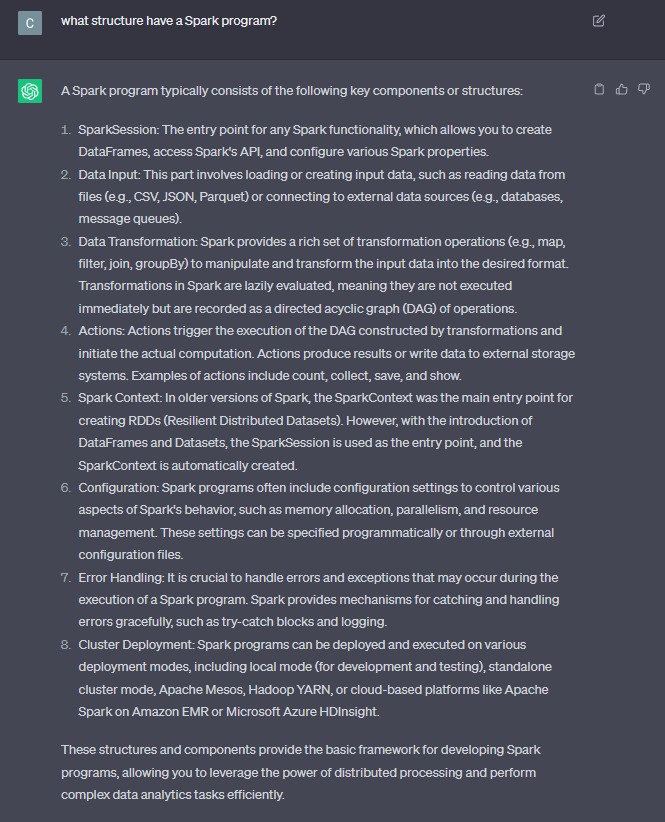 C
what structure have a Spark program?
A Spark program typically consists of the following key components or structures:
1. SparkSession: The entry point for any Spark functionality, which allows you to create
DataFrames, access Spark's API, and configure various Spark properties.
2. Data Input: This part involves loading or creating input data, such as reading data from
files (e.g., CSV, JSON, Parquet) or connecting to external data sources (e.g., databases,
message queues).
3. Data Transformation: Spark provides a rich set of transformation operations (e.g., map,
filter, join, groupBy) to manipulate and transform the input data into the desired format.
Transformations in Spark are lazily evaluated, meaning they are not executed
immediately but are recorded as a directed acyclic graph (DAG) of operations.
4. Actions: Actions trigger the execution of the DAG constructed by transformations and
initiate the actual computation. Actions produce results or write data to external storage
systems. Examples of actions include count, collect, save, and show.
5. Spark Context: In older versions of Spark, the SparkContext was the main entry point for
creating RDDs (Resilient Distributed Datasets). However, with the introduction of
DataFrames and Datasets, the SparkSession is used as the entry point, and the
SparkContext is automatically created.
6. Configuration: Spark programs often include configuration settings to control various
aspects of Spark's behavior, such as memory allocation, parallelism, and resource
management. These settings can be specified programmatically or through external
configuration files.
7. Error Handling: It is crucial to handle errors and exceptions that may occur during the
execution of a Spark program. Spark provides mechanisms for catching and handling
errors gracefully, such as try-catch blocks and logging.
8. Cluster Deployment: Spark programs can be deployed and executed on various
deployment modes, including local mode (for development and testing), standalone
cluster mode, Apache Mesos, Hadoop YARN, or cloud-based platforms like Apache
Spark on Amazon EMR or Microsoft Azure HDInsight.
These structures and components provide the basic framework for developing Spark
programs, allowing you to leverage the power of distributed processing and perform
complex data analytics tasks efficiently.